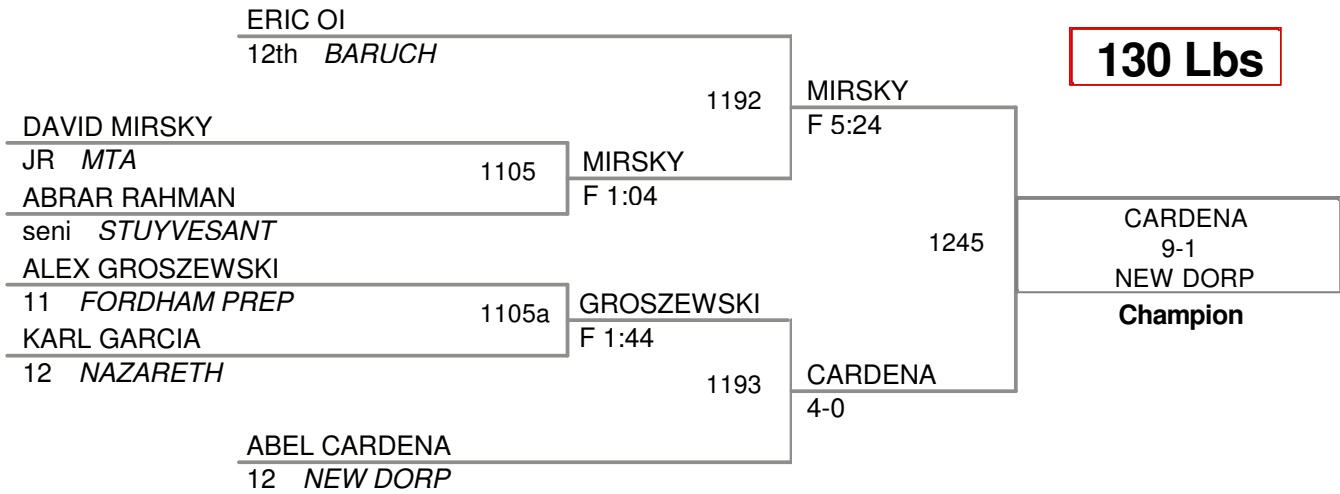 ERIC OI
12th BARUCH
130 Lbs
1192
MIRSKY
F 5:24
DAVID MIRSKY
JR MTA
1105
MIRSKY
F 1:04
ABRAR RAHMAN
seni STUYVESANT
1245
CARDENA
9-1
NEW DORP
Champion
ALEX GROSZEWSKI
11 FORDHAM PREP
1105a
GROSZEWSKI
F 1:44
KARL GARCIA
12 NAZARETH
1193
CARDENA
4-0
ABEL CARDENA
12 NEW DORP